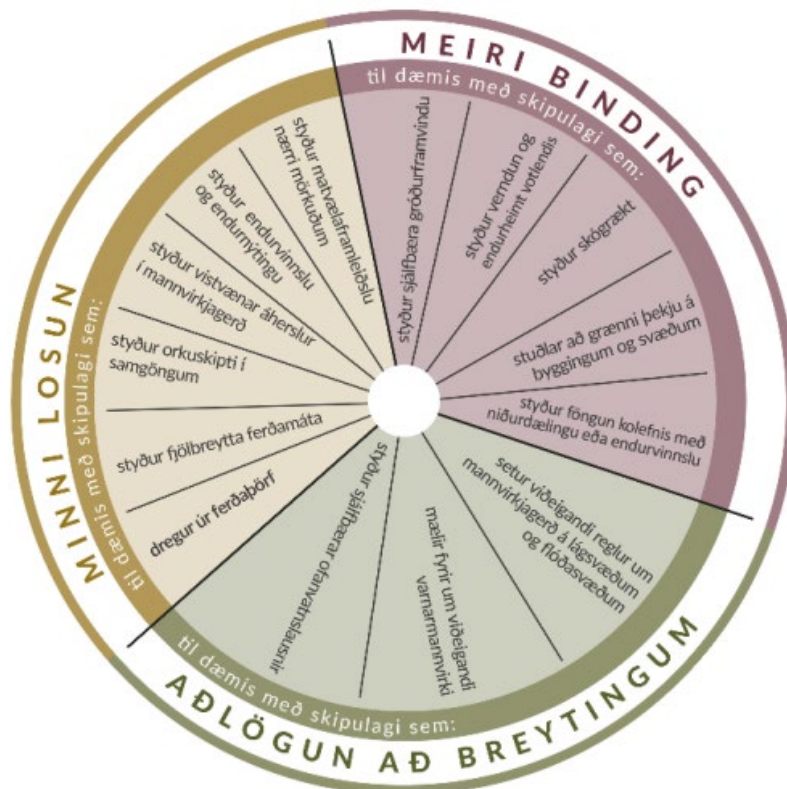 MEIRI BINDING
til dæmis með skipulagi sem:
styður sjálfbæra gróðurframvindu
styður verndun og
endurheimt votlendis
styður skógrækt
stuðlar að grænni þekju á
byggingum og svæðum
styður föngun kolefnis með
niðurdælingu eða endurvinnslu
AÐLÖGUN AÐ BREYTINGUM
til dæmis með skipulagi sem:
setur viðeigandi reglur um
mannvirkjagerð á lágsvæðum
og flóðasvæðum
mælir fyrir um viðeigandi
varnarmannvirki
styður sjálfbærar ofanvatnslausnir
MINNI LOSUN
til dæmis með skipulagi sem:
dregur úr ferðaþörf
styður fjölbreytta ferðamáta
styður orkuskipti í
samgöngum
styður vistvænar áherslur
í mannvirkjagerð
styður endurvinnslu
og endurnýtingu
styður matvælaframleiðslu
nærri mörkuðum